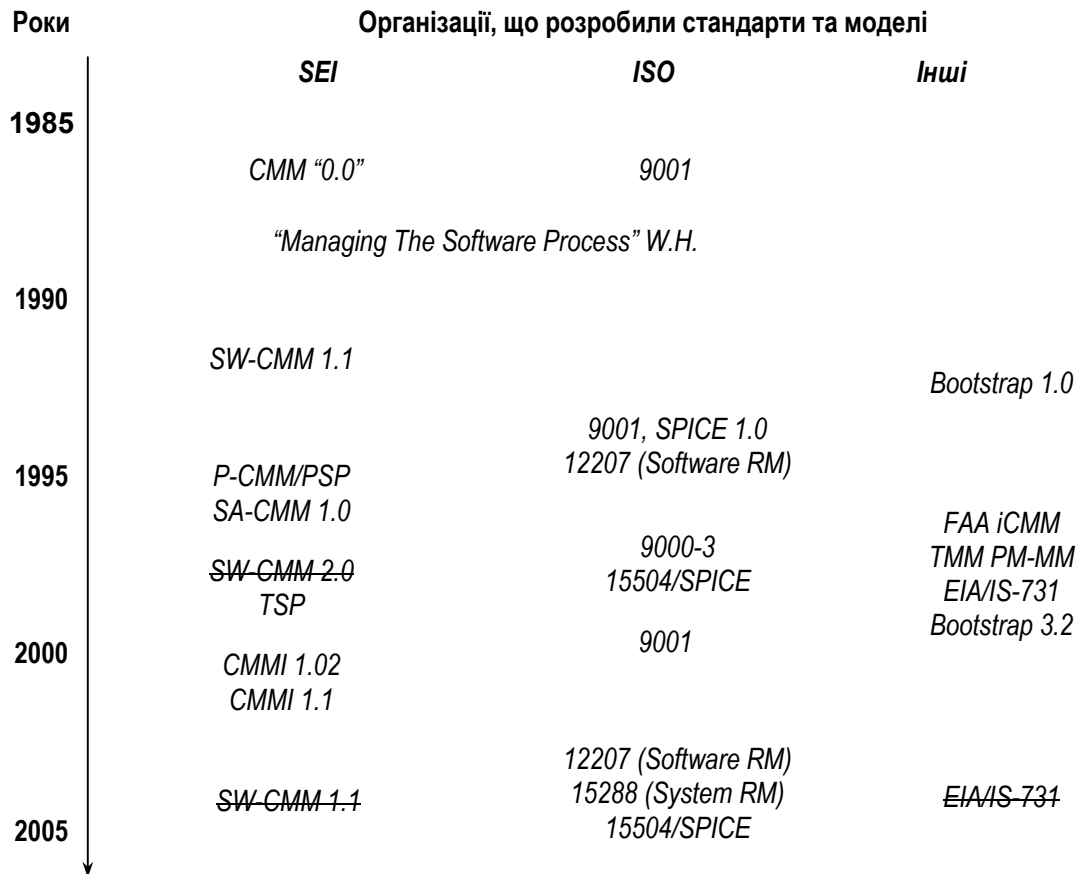 Роки Організації, що розробили стандарти та моделі
SEI ISO Інші
1985
CMM “0.0” 9001
“Managing The Software Process” W.H.
1990
SW-CMM 1.1
Bootstrap 1.0
9001, SPICE 1.0
12207 (Software RM)
1995
P-CMM/PSP
SA-CMM 1.0
FAA iCMM
9000-3
TMM PM-MM
SW-CMM 2.0
15504/SPICE
EIA/IS-731
TSP
Bootstrap 3.2
9001
2000
CMMI 1.02
CMMI 1.1
12207 (Software RM)
SW-CMM 1.1 15288 (System RM) EIA/IS-731
2005 15504/SPICE